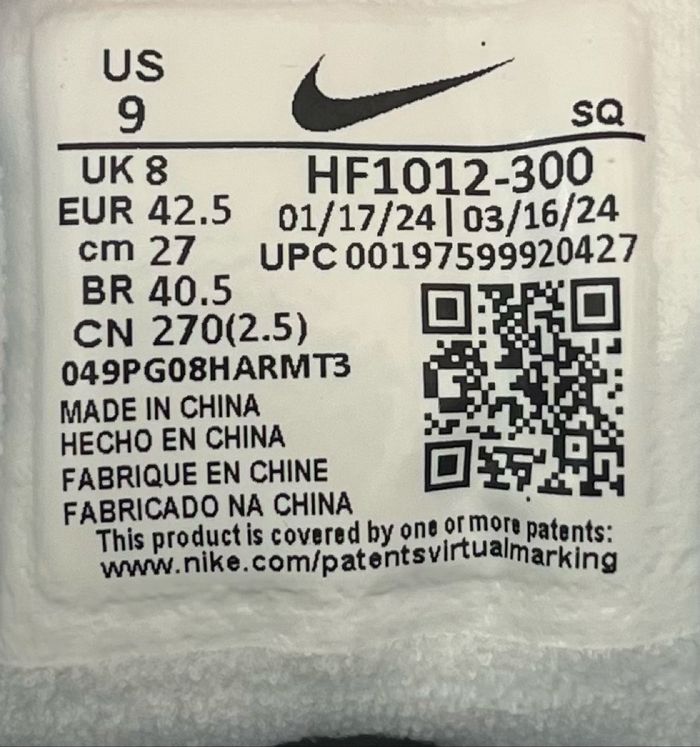 US
9
SQ
UK 8
HF1012-300
EUR 42.5
01/17/24 | 03/16/24
cm 27
UPC 00197599920427
BR 40.5
CN 270(2.5)
049PG08HARMT3
MADE IN CHINA
HECHO EN CHINA
FABRIQUE EN CHINE
FABRICADO NA CHINA
This product is covered by one or more patents:
www.nike.com/patentsvirtualmarking